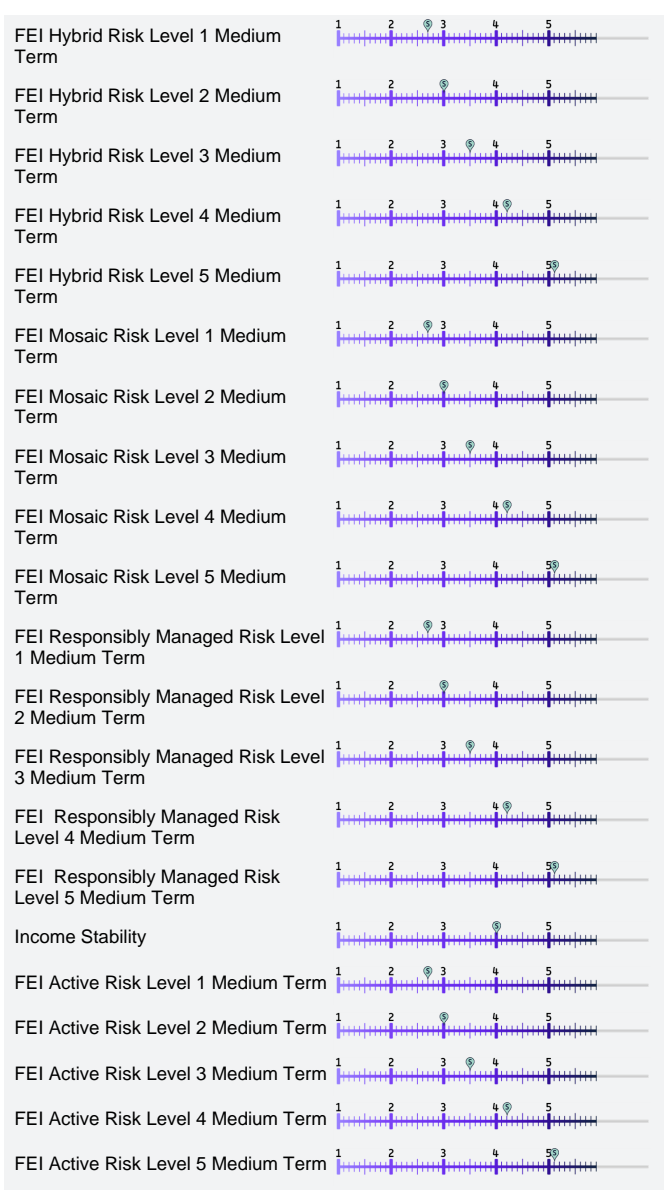 FEI Hybrid Risk Level 1 Medium
Term
1 2 S 3 4 5
FEI Hybrid Risk Level 2 Medium
Term
1 2 S 4 5
FEI Hybrid Risk Level 3 Medium
Term
1 2 3 S 4 5
FEI Hybrid Risk Level 4 Medium
Term
1 2 3 4 S 5
FEI Hybrid Risk Level 5 Medium
Term
1 2 3 4 5 S
FEI Mosaic Risk Level 1 Medium
Term
1 2 S 3 4 5
FEI Mosaic Risk Level 2 Medium
Term
1 2 S 4 5
FEI Mosaic Risk Level 3 Medium
Term
1 2 3 S 4 5
FEI Mosaic Risk Level 4 Medium
Term
1 2 3 4 S 5
FEI Mosaic Risk Level 5 Medium
Term
1 2 3 4 5 S
FEI Responsibly Managed Risk Level
1 Medium Term
1 2 S 3 4 5
FEI Responsibly Managed Risk Level
2 Medium Term
1 2 S 4 5
FEI Responsibly Managed Risk Level
3 Medium Term
1 2 3 S 4 5
FEI Responsibly Managed Risk
Level 4 Medium Term
1 2 3 4 S 5
FEI Responsibly Managed Risk
Level 5 Medium Term
1 2 3 4 5 S
Income Stability
1 2 3 S 5
FEI Active Risk Level 1 Medium Term
1 2 S 3 4 5
FEI Active Risk Level 2 Medium Term
1 2 S 4 5
FEI Active Risk Level 3 Medium Term
1 2 3 S 4 5
FEI Active Risk Level 4 Medium Term
1 2 3 4 S 5
FEI Active Risk Level 5 Medium Term
1 2 3 4 5 S